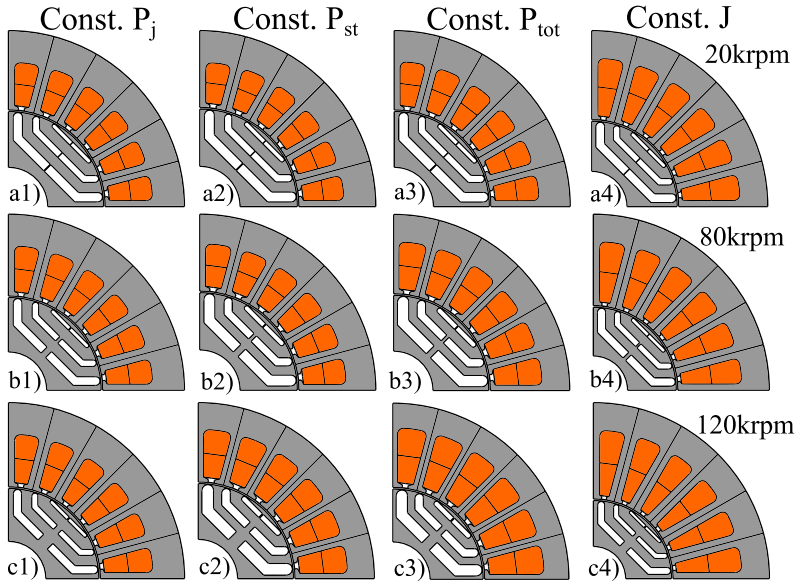 Const. Pj Const. Pst Const. Ptot Const. J
20krpm
a1) a2) a3) a4)
80krpm
b1) b2) b3) b4)
120krpm
c1) c2) c3) c4)